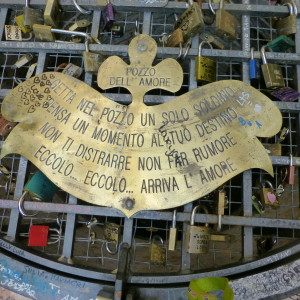 POZZO
DELL'AMORE
GETTA NEL POZZO UN SOLO SOLDINO
PENSA UN MOMENTO AL TUO DESTINO
NON TI DISTRARRE NON FAR RUMORE
ECCOLO... ECCOLO... ARRIVA L' AMORE